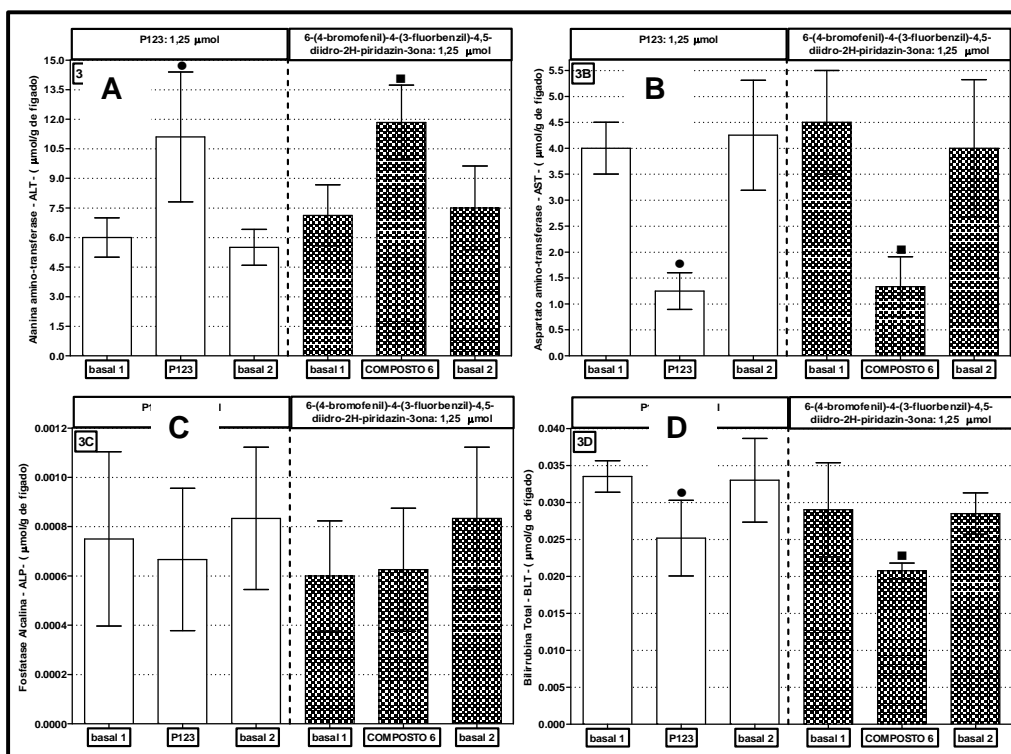 P123: 1,25 µmol
6-(4-bromofenil)-4-(3-fluorbenzil)-4,5-
diidro-2H-piridazin-3ona: 1,25 µmol
3
A
Alanina amino-transferase - ALT - ( µmol/g de fígado)
15.0
13.5
12.0
10.5
9.0
7.5
6.0
4.5
3.0
1.5
0.0
basal 1
P123
basal 2
basal 1
COMPOSTO 6
basal 2
P123: 1,25 µmol
6-(4-bromofenil)-4-(3-fluorbenzil)-4,5-
diidro-2H-piridazin-3ona: 1,25 µmol
3B
B
Aspartato amino-transferase - AST - ( µmol/g de fígado)
5.5
5.0
4.5
4.0
3.5
3.0
2.5
2.0
1.5
1.0
0.5
0.0
basal 1
P123
basal 2
basal 1
COMPOSTO 6
basal 2
6-(4-bromofenil)-4-(3-fluorbenzil)-4,5-
diidro-2H-piridazin-3ona: 1,25 µmol
3C
C
Fosfatase Alcalina - ALP - ( µmol/g de fígado)
0.0012
0.0010
0.0008
0.0006
0.0004
0.0002
0.0000
basal 1
P123
basal 2
basal 1
COMPOSTO 6
basal 2
6-(4-bromofenil)-4-(3-fluorbenzil)-4,5-
diidro-2H-piridazin-3ona: 1,25 µmol
3D
D
Bilirrubina Total - BLT - ( µmol/g de fígado)
0.040
0.035
0.030
0.025
0.020
0.015
0.010
0.005
0.000
basal 1
P123
basal 2
basal 1
COMPOSTO 6
basal 2